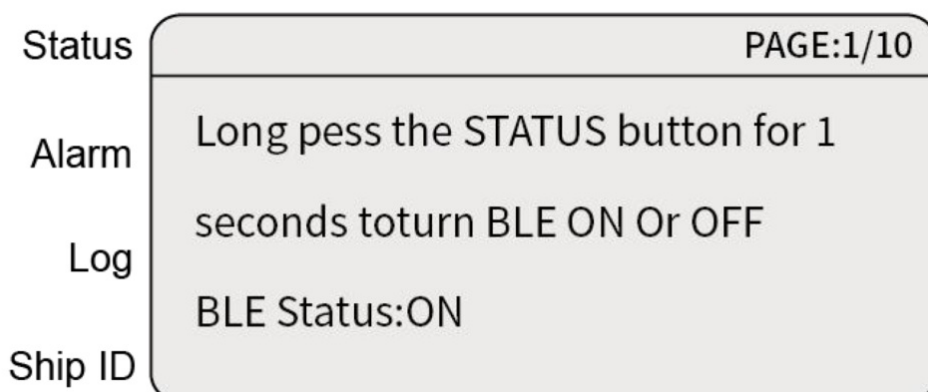 Status
PAGE:1/10
Alarm
Long pess the STATUS button for 1
seconds toturn BLE ON Or OFF
Log
BLE Status:ON
Ship ID